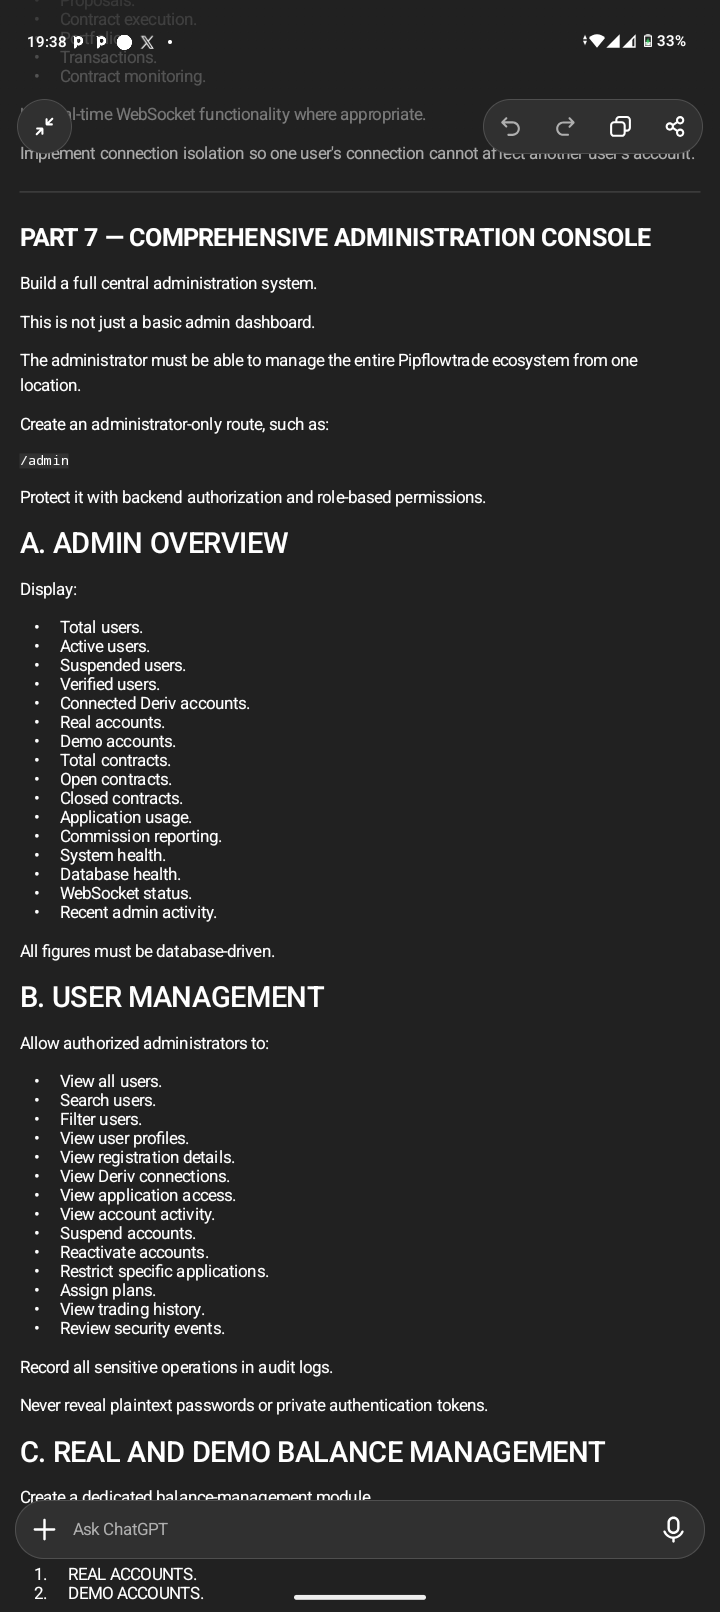 Proposals.
Contract execution.
19:38
33%
Transactions.
Contract monitoring.
al-time WebSocket functionality where appropriate.
Implement connection isolation so one user's connection cannot affect another user's account.
PART 7 — COMPREHENSIVE ADMINISTRATION CONSOLE
Build a full central administration system.
This is not just a basic admin dashboard.
The administrator must be able to manage the entire Pipflowtrade ecosystem from one
location.
Create an administrator-only route, such as:
/admin
Protect it with backend authorization and role-based permissions.
A. ADMIN OVERVIEW
Display:
• Total users.
• Active users.
• Suspended users.
• Verified users.
• Connected Deriv accounts.
• Real accounts.
• Demo accounts.
• Total contracts.
• Open contracts.
• Closed contracts.
• Application usage.
• Commission reporting.
• System health.
• Database health.
• WebSocket status.
• Recent admin activity.
All figures must be database-driven.
B. USER MANAGEMENT
Allow authorized administrators to:
• View all users.
• Search users.
• Filter users.
• View user profiles.
• View registration details.
• View Deriv connections.
• View application access.
• View account activity.
• Suspend accounts.
• Reactivate accounts.
• Restrict specific applications.
• Assign plans.
• View trading history.
• Review security events.
Record all sensitive operations in audit logs.
Never reveal plaintext passwords or private authentication tokens.
C. REAL AND DEMO BALANCE MANAGEMENT
Create a dedicated balance-management module
Ask ChatGPT
1. REAL ACCOUNTS.
2. DEMO ACCOUNTS.